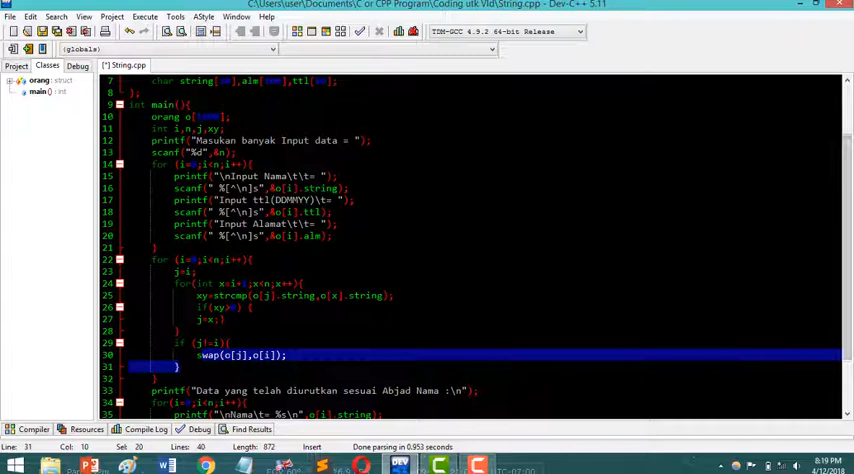 C:\Users\user\Documents\C or CPP Program\Coding utk Vld\String.cpp - Dev-C++ 5.11
File Edit Search View Project Execute Tools AStyle Window Help
TDM-GCC 4.9.2 64-bit Release
(globals)
Project Classes Debug [*] String.cpp
orang : struct
main () : int
7 char string[ ],alm[ ],ttl[ ];
8 };
9 int main(){
10 orang o[ ];
11 int i,n,j,xy;
12 printf("Masukan banyak Input data = ");
13 scanf("%d",&n);
14 for (i=0;i<n;i++){
15 printf("\nInput Nama\t\t= ");
16 scanf(" %[^\n]s",&o[i].string);
17 printf("Input ttl(DDMMYY)\t= ");
18 scanf(" %[^\n]s",&o[i].ttl);
19 printf("Input Alamat\t\t= ");
20 scanf(" %[^\n]s",&o[i].alm);
21 }
22 for (i=0;i<n;i++){
23 j=i;
24 for(int x=i+1;x<n;x++){
25 xy=strcmp(o[j].string,o[x].string);
26 if(xy>0) {
27 j=x;}
28 }
29 if (j!=i){
30 swap(o[j],o[i]);
31 }
32 }
33 printf("Data yang telah diurutkan sesuai Abjad Nama :\n");
34 for(i=0;i<n;i++){
35 printf("\nNama\t= %s\n",o[i].string);
Compiler Resources Compile Log Debug Find Results
Line: 31 Col: 10 Sel: 20 Lines: 40 Length: 872 Insert Done parsing in 0.953 seconds
8:19 PM
4/12/2018